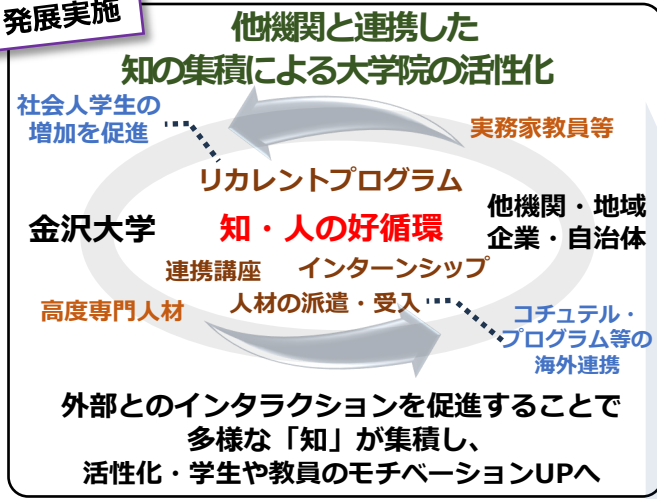 発展実施
他機関と連携した
知の集積による大学院の活性化
社会人学生の
増加を促進
実務家教員等
リカレントプログラム
金沢大学
知・人の好循環
他機関・地域
企業・自治体
連携講座
インターンシップ
高度専門人材
人材の派遣・受入
コチュテル・
プログラム等の
海外連携
外部とのインタラクションを促進することで
多様な「知」が集積し、
活性化・学生や教員のモチベーションUPへ